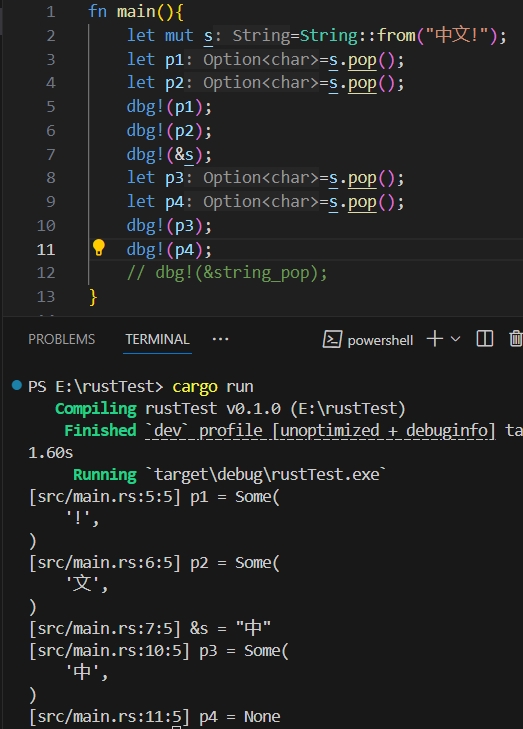 1 fn main(){
2 let mut s: String=String::from("中文!");
3 let p1: Option<char>=s.pop();
4 let p2: Option<char>=s.pop();
5 dbg!(p1);
6 dbg!(p2);
7 dbg!(&s);
8 let p3: Option<char>=s.pop();
9 let p4: Option<char>=s.pop();
10 dbg!(p3);
11 dbg!(p4);
12 // dbg!(&string_pop);
13 }
PROBLEMS TERMINAL ··· powershell
PS E:\rustTest> cargo run
Compiling rustTest v0.1.0 (E:\rustTest)
Finished `dev` profile [unoptimized + debuginfo] ta
1.60s
Running `target\debug\rustTest.exe`
[src/main.rs:5:5] p1 = Some(
'!',
)
[src/main.rs:6:5] p2 = Some(
'文',
)
[src/main.rs:7:5] &s = "中"
[src/main.rs:10:5] p3 = Some(
'中',
)
[src/main.rs:11:5] p4 = None